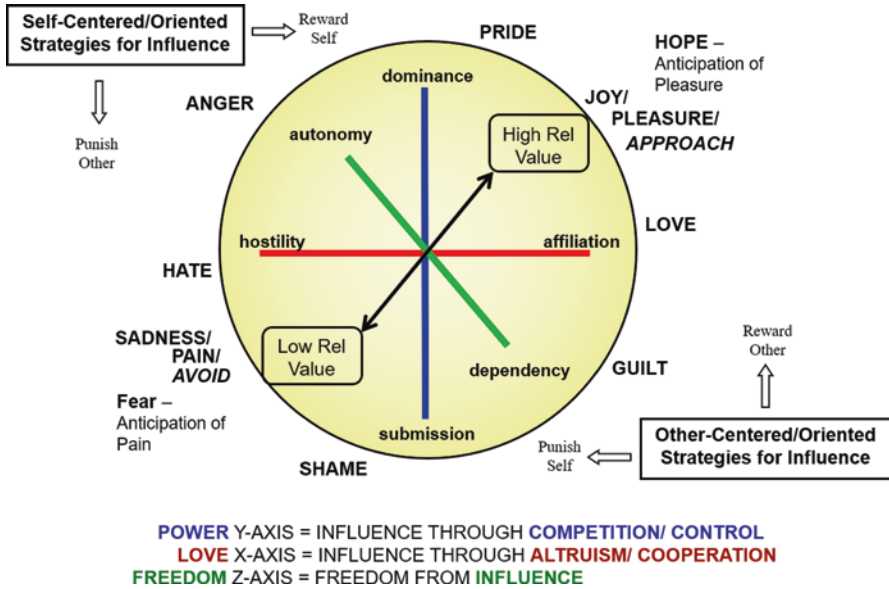 Self-Centered/Oriented
Strategies for Influence
Reward
Self
Punish
Other
PRIDE
HOPE –
Anticipation of
Pleasure
ANGER
dominance
JOY/
PLEASURE/
APPROACH
autonomy
High Rel
Value
hostility
affiliation
LOVE
HATE
SADNESS/
PAIN/
AVOID
Low Rel
Value
Fear –
Anticipation of
Pain
dependency
GUILT
Reward
Other
submission
SHAME
Punish
Self
Other-Centered/Oriented
Strategies for Influence
POWER Y-AXIS = INFLUENCE THROUGH COMPETITION/ CONTROL
LOVE X-AXIS = INFLUENCE THROUGH ALTRUISM/ COOPERATION
FREEDOM Z-AXIS = FREEDOM FROM INFLUENCE